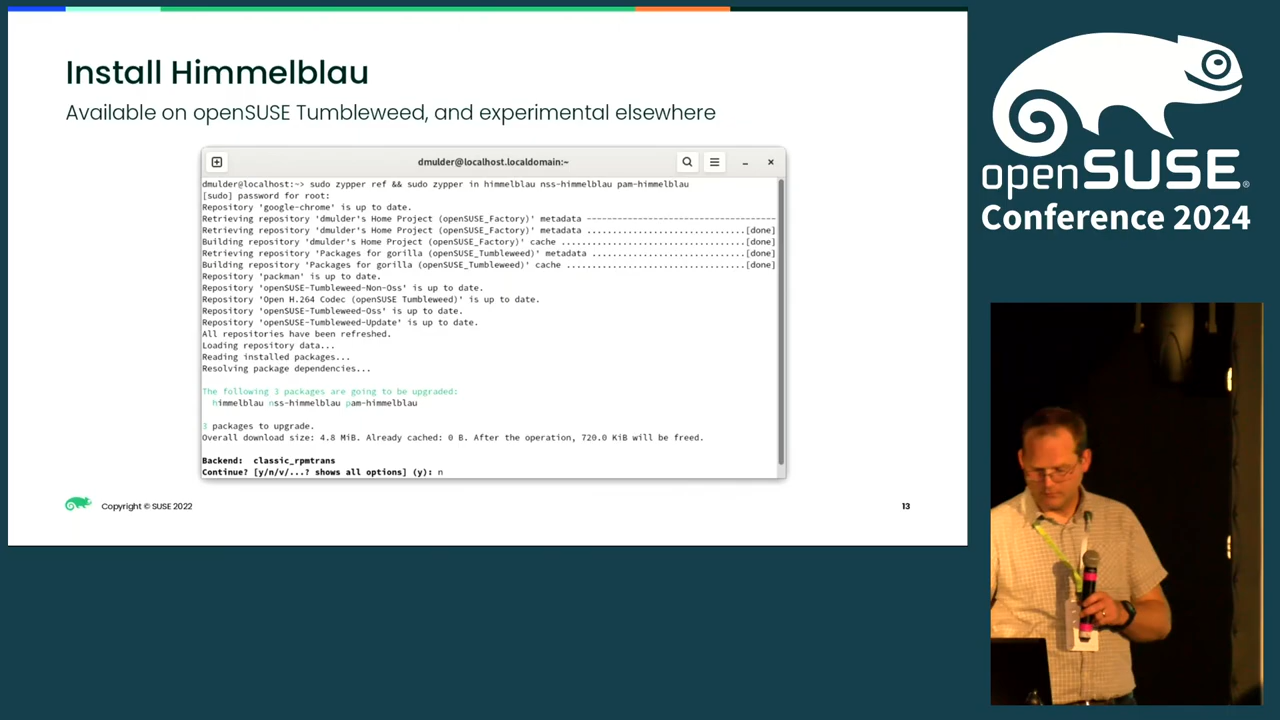 Install Himmelblau
Available on openSUSE Tumbleweed, and experimental elsewhere
dmulder@localhost.localdomain:~
dmulder@localhost:~> sudo zypper ref && sudo zypper in himmelblau nss-himmelblau pam-himmelblau
[sudo] password for root:
Repository 'google-chrome' is up to date.
Retrieving repository 'dmulder's Home Project (openSUSE_Factory)' metadata ---------------------------------
Retrieving repository 'dmulder's Home Project (openSUSE_Factory)' metadata ............................[done]
Building repository 'dmulder's Home Project (openSUSE_Factory)' cache ................................[done]
Retrieving repository 'Packages for gorilla (openSUSE_Tumbleweed)' metadata ...........................[done]
Building repository 'Packages for gorilla (openSUSE_Tumbleweed)' cache ...............................[done]
Repository 'packman' is up to date.
Repository 'openSUSE-Tumbleweed-Non-Oss' is up to date.
Repository 'Open H.264 Codec (openSUSE Tumbleweed)' is up to date.
Repository 'openSUSE-Tumbleweed-Oss' is up to date.
Repository 'openSUSE-Tumbleweed-Update' is up to date.
All repositories have been refreshed.
Loading repository data...
Reading installed packages...
Resolving package dependencies...
The following 3 packages are going to be upgraded:
himmelblau nss-himmelblau pam-himmelblau
3 packages to upgrade.
Overall download size: 4.8 MiB. Already cached: 0 B. After the operation, 720.0 KiB will be freed.
Backend: classic_rpmtrans
Continue? [y/n/v/...? shows all options] (y): n
Copyright © SUSE 2022
13
openSUSE®
Conference 2024